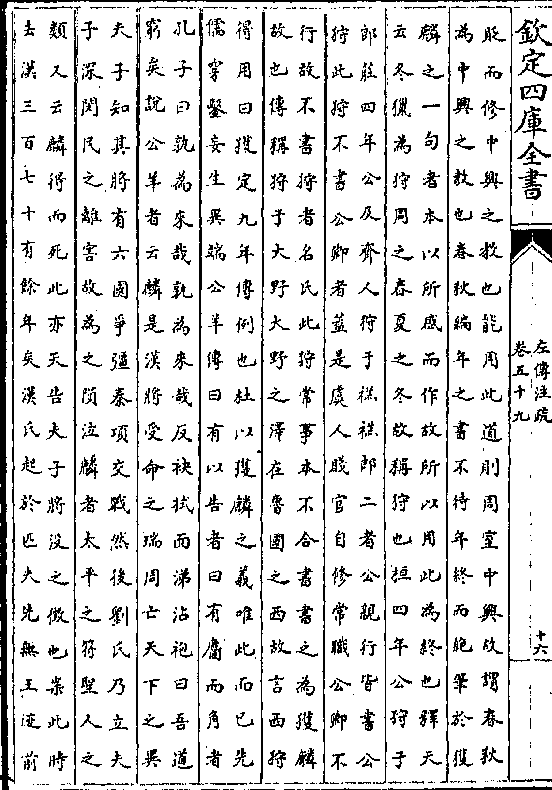 欽定四庫全書
左傳注疏
卷五十九
十六
貶而修中興之教也能用此道則周室中興故謂春秋
為中興之教也春秋編年之書不待年終而絶筆於獲
麟之一句者本以所感而作故所以用此為終也釋天
云冬獵為狩周之春夏之冬故稱狩也桓四年公狩于
郎莊四年公及齊人狩于禚禚郎二者公親行皆書公
狩此狩不書公卿者蓋是虞人賤官自修常職公卿不
行故不書狩者名氏此狩常事本不合書書之為獲麟
故也傳稱狩于大野大野之澤在魯國之西故言西狩
得用曰獲定九年傳例也杜以獲麟之義唯此而已先
儒穿鑿妄生異端公羊傳曰有以告者曰有麕而角者
孔子曰孰為來哉孰為來哉反袂拭面涕沾袍曰吾道
窮矣說公羊者云麟是漢將受命之瑞周亡天下之異
夫子知其將有六國爭彊秦項交戰然後劉氏乃立夫
子深閔民之離害故為之隕泣麟者太平之符聖人之
類又云麟得而死此亦天告夫子將没之徵也案此時
去漢三百七十有餘年矣漢氏起於匹夫先無王迹前